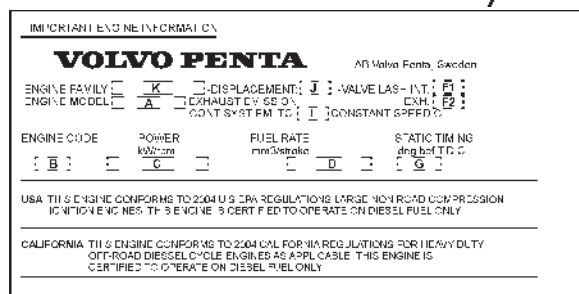 IMPORTANT ENGINE INFORMATION
VOLVO PENTA AB Volvo Penta, Sweden
ENGINE FAMILY K -DISPLACEMENT: J -VALVE LASH INT. F1
ENGINE MODEL A EXHAUST EMISSION EXH. F2
CONT SYSTEM. TO I CONSTANT SPEED
ENGINE CODE POWER FUEL RATE STATIC TIMING
kW/rpm mm3/stroke deg bef T.D.C
B C D G
USA THIS ENGINE CONFORMS TO 2004 U S EPA REGULATIONS LARGE NON ROAD COMPRESSION
IGNITION ENGINES. THIS ENGINE IS CERTIFIED TO OPERATE ON DIESEL FUEL ONLY
CALIFORNIA THIS ENGINE CONFORMS TO 2004 CALIFORNIA REGULATIONS FOR HEAVY DUTY
OFF-ROAD DIESSEL CYCLE ENGINES AS APPLICABLE THIS ENGINE IS
CERTIFIED TO OPERATE ON DIESEL FUEL ONLY